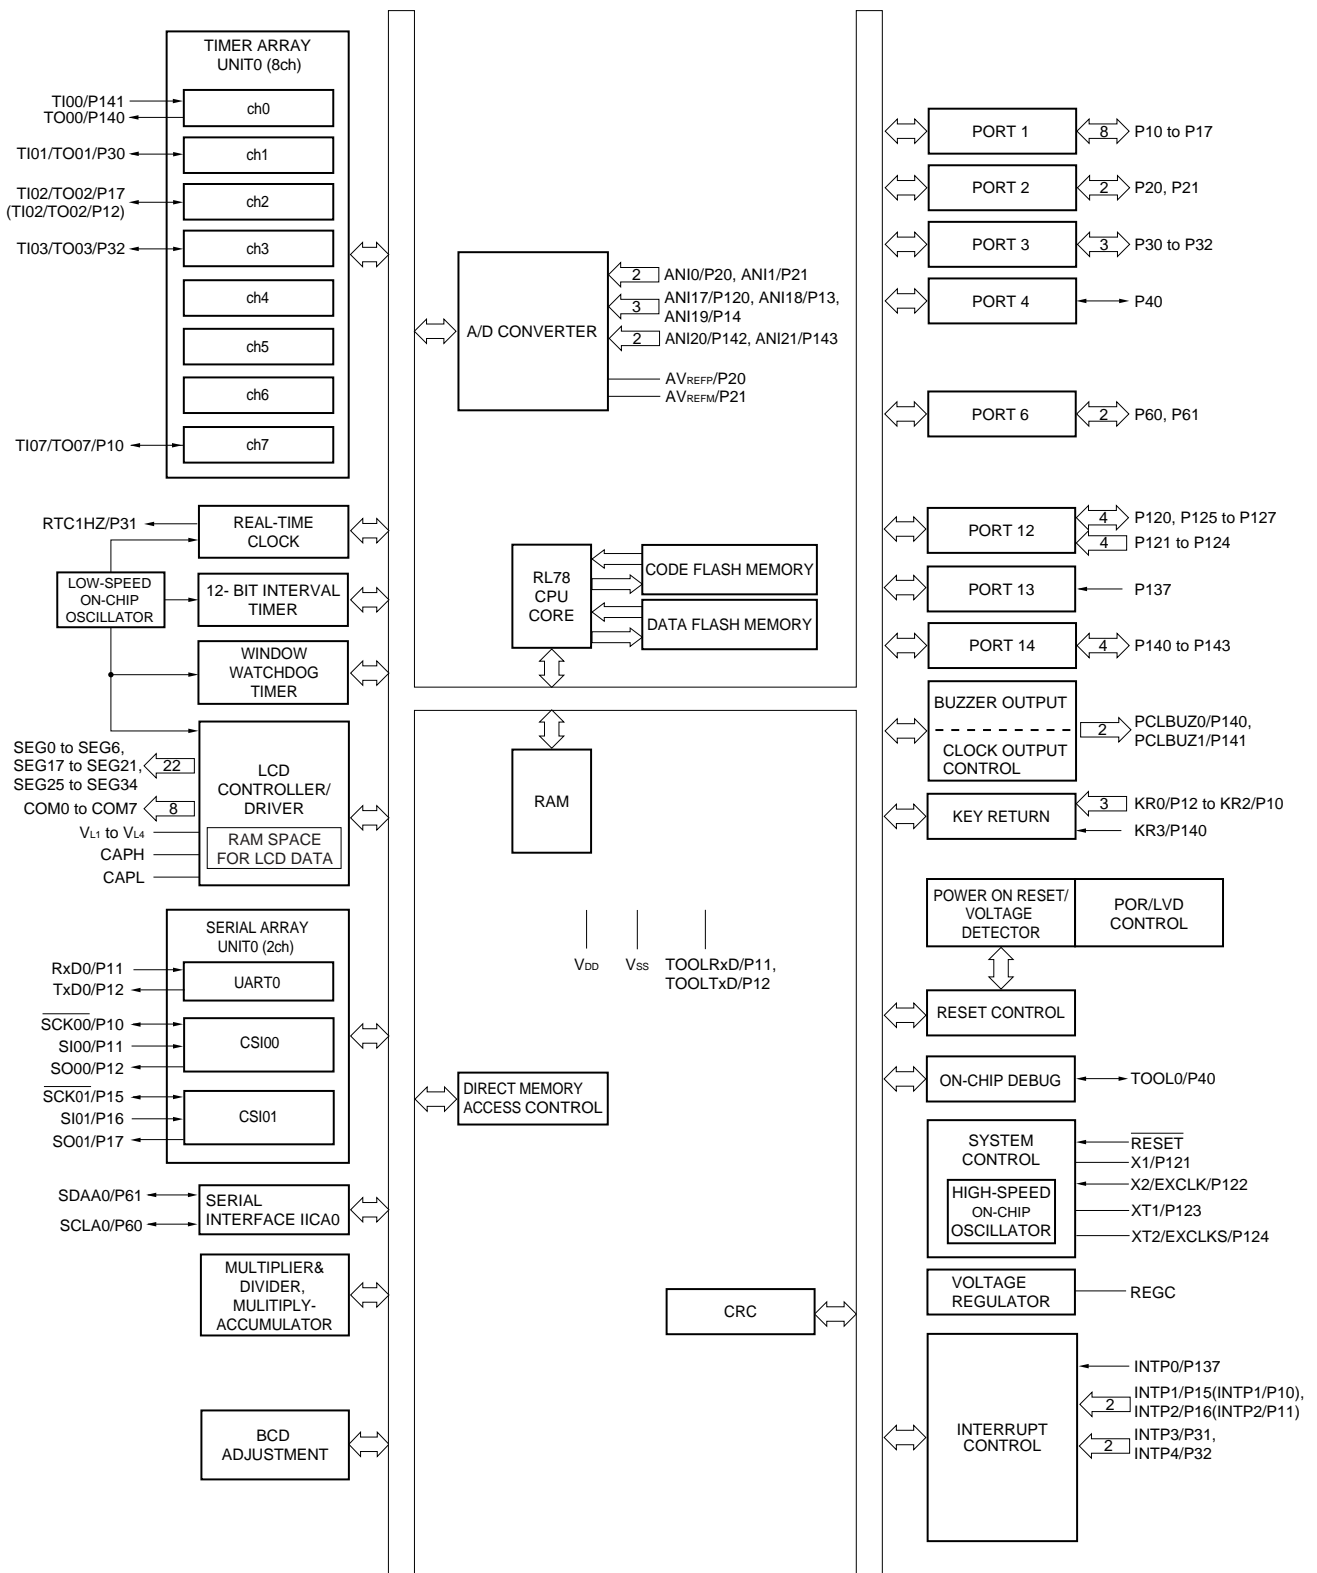 TIMER ARRAY
UNIT0 (8ch)
TI00/P141
TO00/P140
ch0
TI01/TO01/P30
ch1
TI02/TO02/P17
(TI02/TO02/P12)
ch2
TI03/TO03/P32
ch3
ch4
ch5
ch6
TI07/TO07/P10
ch7
RTC1HZ/P31
REAL-TIME
CLOCK
LOW-SPEED
ON-CHIP
OSCILLATOR
12- BIT INTERVAL
TIMER
WINDOW
WATCHDOG
TIMER
SEG0 to SEG6,
SEG17 to SEG21,
SEG25 to SEG34
22
COM0 to COM7
8
VL1 to VL4
CAPH
CAPL
LCD
CONTROLLER/
DRIVER
RAM SPACE
FOR LCD DATA
SERIAL ARRAY
UNIT0 (2ch)
RxD0/P11
TxD0/P12
UART0
SCK00/P10
SI00/P11
SO00/P12
CSI00
SCK01/P15
SI01/P16
SO01/P17
CSI01
SDAA0/P61
SCLA0/P60
SERIAL
INTERFACE IICA0
MULTIPLIER&
DIVIDER,
MULITIPLY-
ACCUMULATOR
BCD
ADJUSTMENT
A/D CONVERTER
2
ANI0/P20, ANI1/P21
3
ANI17/P120, ANI18/P13,
ANI19/P14
2
ANI20/P142, ANI21/P143
AVREFP/P20
AVREFM/P21
RL78
CPU
CORE
CODE FLASH MEMORY
DATA FLASH MEMORY
RAM
VDD
VSS
TOOLRxD/P11,
TOOLTxD/P12
DIRECT MEMORY
ACCESS CONTROL
CRC
PORT 1
8
P10 to P17
PORT 2
2
P20, P21
PORT 3
3
P30 to P32
PORT 4
P40
PORT 6
2
P60, P61
PORT 12
4
P120, P125 to P127
4
P121 to P124
PORT 13
P137
PORT 14
4
P140 to P143
BUZZER OUTPUT
CLOCK OUTPUT
CONTROL
2
PCLBUZ0/P140,
PCLBUZ1/P141
KEY RETURN
3
KR0/P12 to KR2/P10
KR3/P140
POWER ON RESET/
VOLTAGE
DETECTOR
POR/LVD
CONTROL
RESET CONTROL
ON-CHIP DEBUG
TOOL0/P40
SYSTEM
CONTROL
HIGH-SPEED
ON-CHIP
OSCILLATOR
RESET
X1/P121
X2/EXCLK/P122
XT1/P123
XT2/EXCLKS/P124
VOLTAGE
REGULATOR
REGC
INTERRUPT
CONTROL
INTP0/P137
2
INTP1/P15(INTP1/P10),
INTP2/P16(INTP2/P11)
2
INTP3/P31,
INTP4/P32